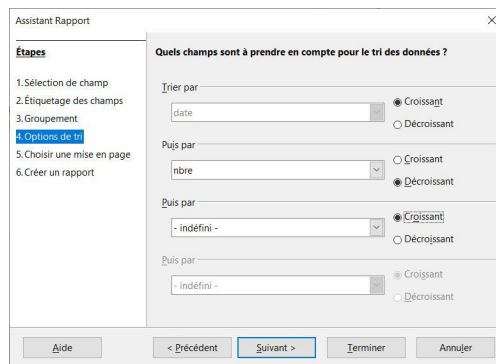 Assistant Rapport
Étapes
1.Sélection de champ
2.Étiquetage des champs
3.Groupement
4.Options de tri
5.Choisir une mise en page
6.Créer un rapport
Quels champs sont à prendre en compte pour le tri des données ?
Trier par
date
Croissant
Décroissant
Puis par
nbre
Croissant
Décroissant
Puis par
- indéfini -
Croissant
Décroissant
Puis par
- indéfini -
Croissant
Décroissant
Aide
< Précédent
Suivant >
Terminer
Annuler